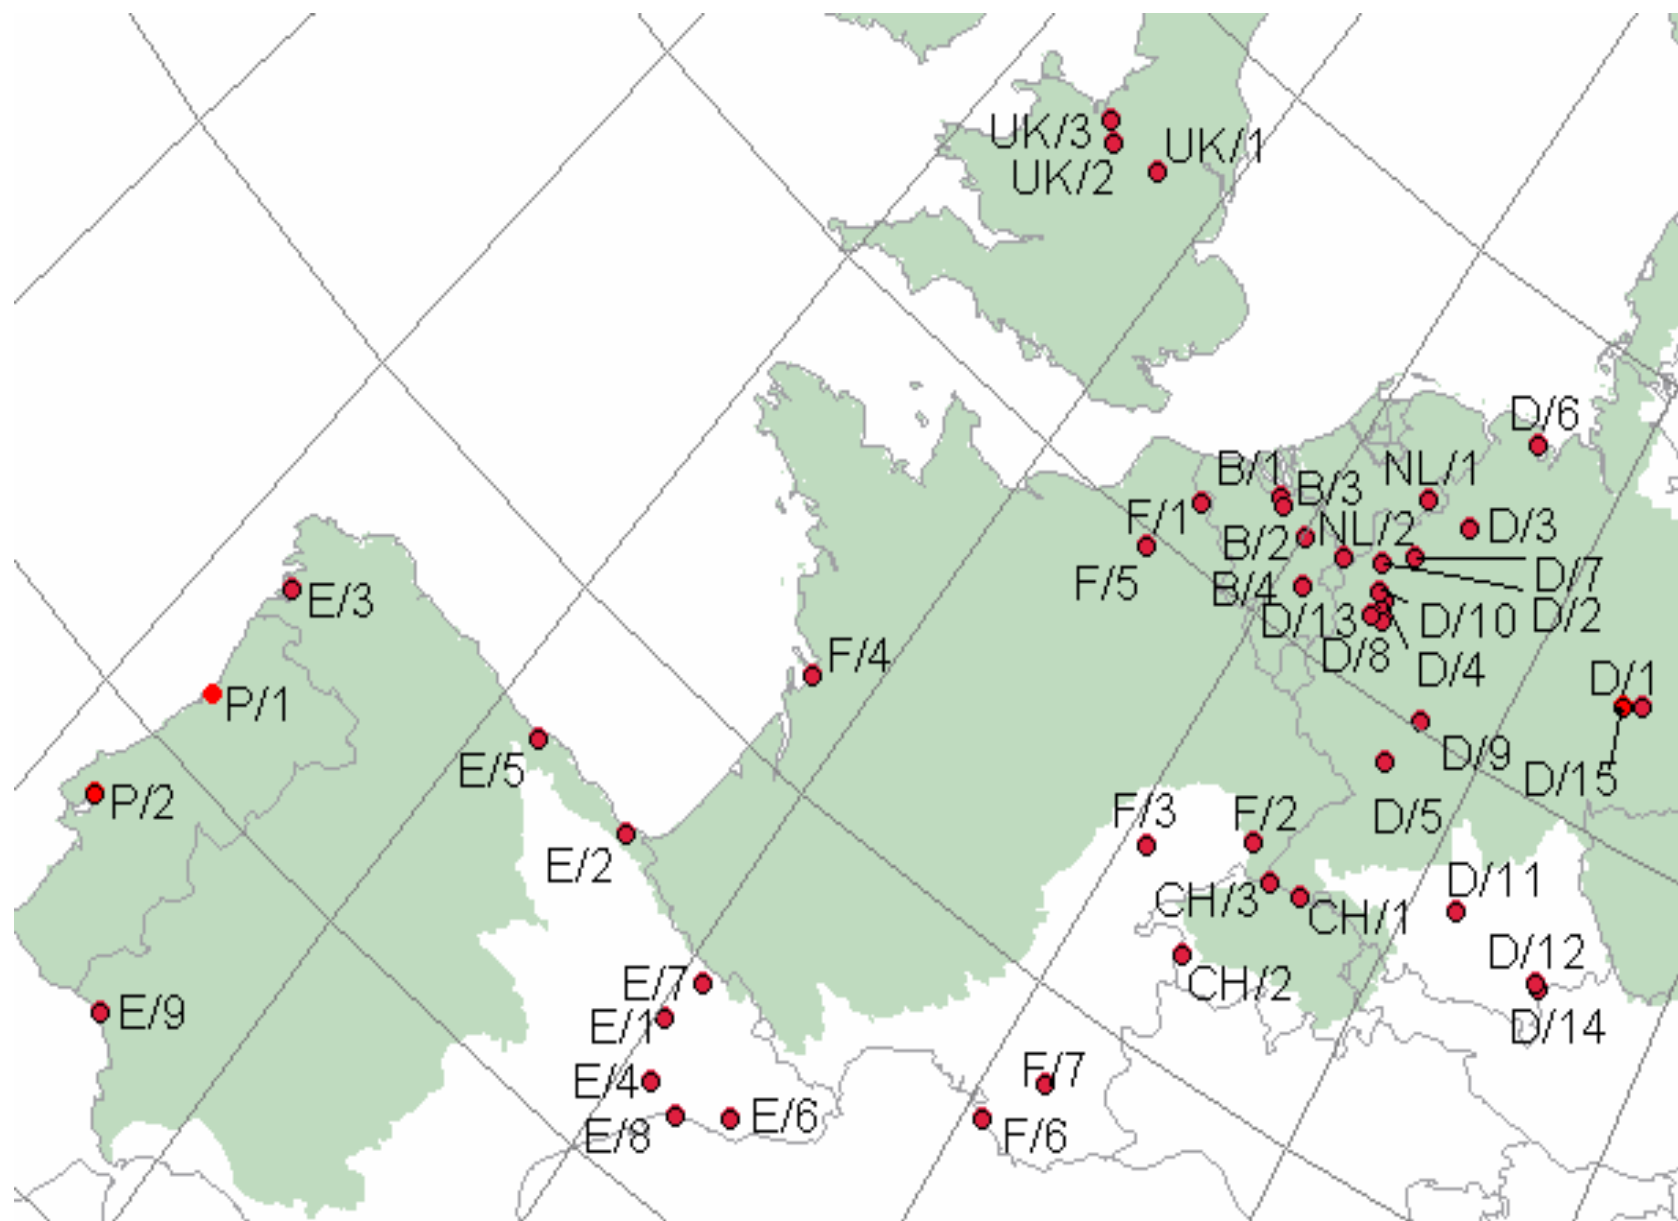 UK/3
UK/1
UK/2
D/6
B/1
NL/1
B/3
F/1
D/3
B/2
NL/2
F/5
D/7
B/4
D/2
E/3
D/13
D/10
D/8
F/4
D/4
D/1
P/1
D/9
E/5
D/15
P/2
F/3
F/2
D/5
E/2
D/11
CH/3
CH/1
D/12
E/7
CH/2
E/9
E/1
D/14
E/4
F/7
E/6
E/8
F/6